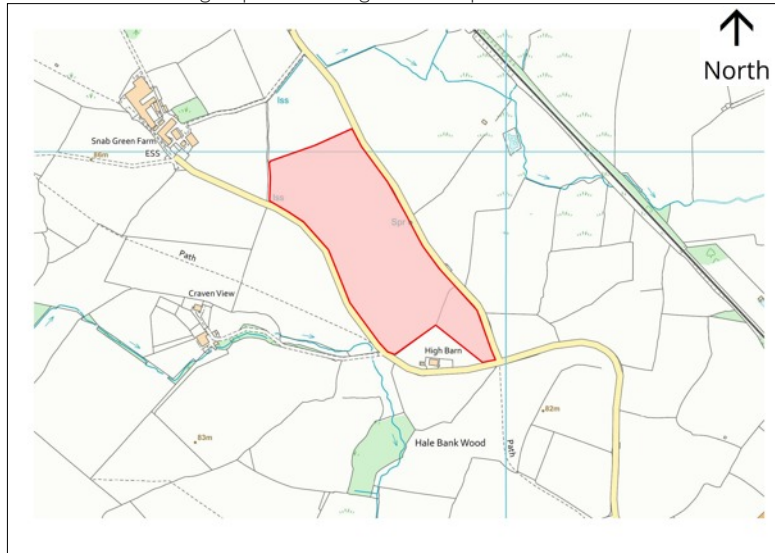 North
Iss
Snab Green Farm
ESS
86m
Iss
Spr
Path
Craven View
High Barn
82m
83m
Hale Bank Wood
Path